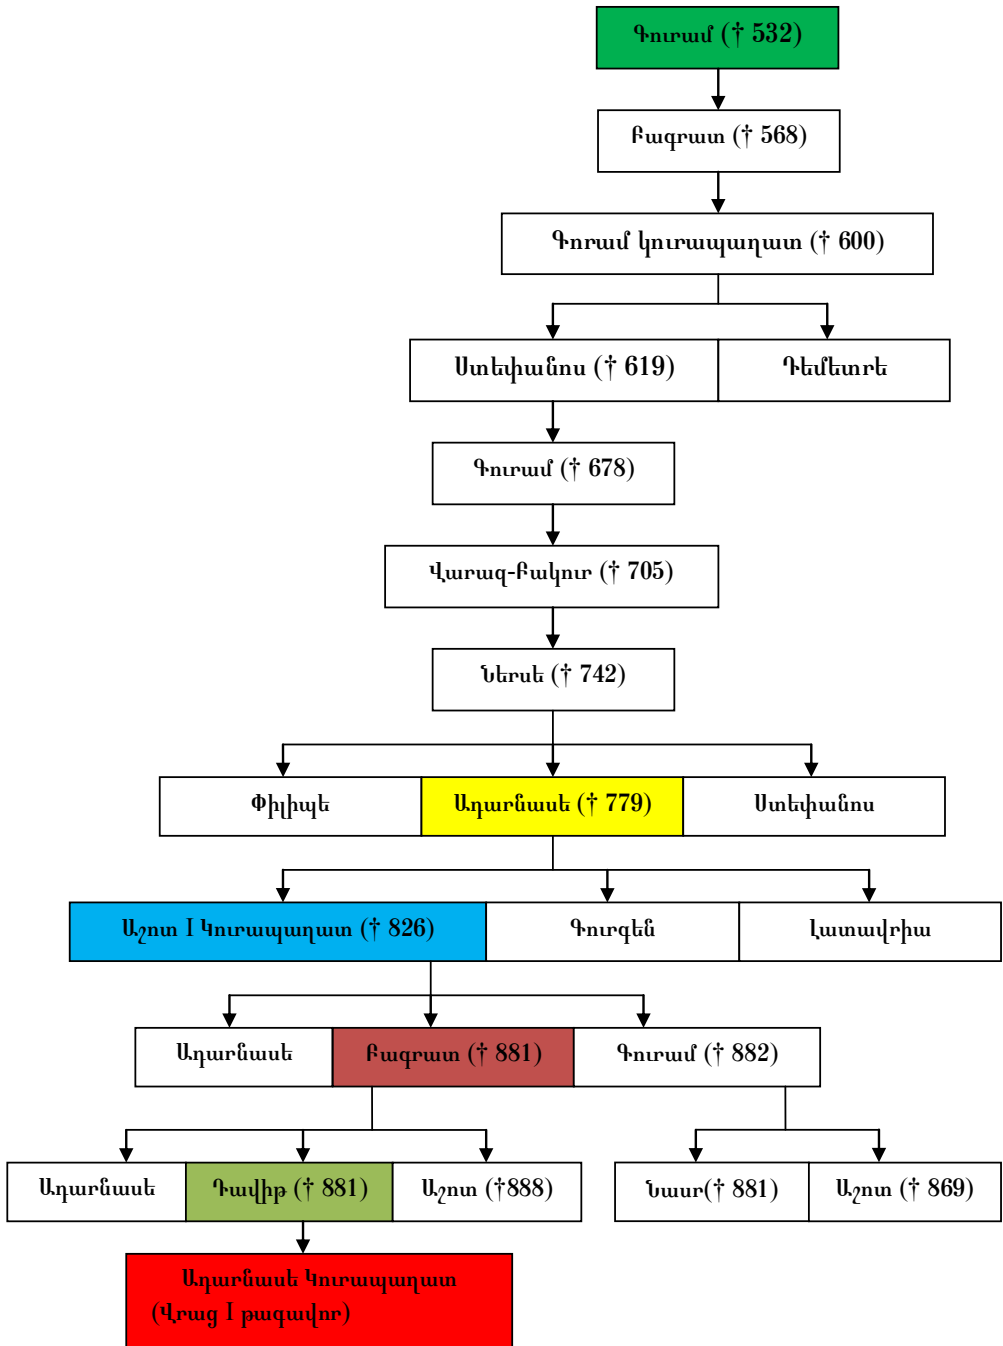 Գուրամ († 532)
Բագրատ († 568)
Գորամ կուրապաղատ († 600)
Ստեփանոս († 619)
Դեմետրե
Գուրամ († 678)
Վարազ-Բակուր († 705)
Ներսե († 742)
Փիլիպե
Ադարնասե († 779)
Ստեփանոս
Աշոտ I Կուրապաղատ († 826)
Գուրգեն
Լատավրիա
Ադարնասե
Բագրատ († 881)
Գուրամ († 882)
Ադարնասե
Դավիթ († 881)
Աշոտ (†888)
Նասր(† 881)
Աշոտ († 869)
Ադարնասե Կուրապաղատ
(Վրաց I թագավոր)